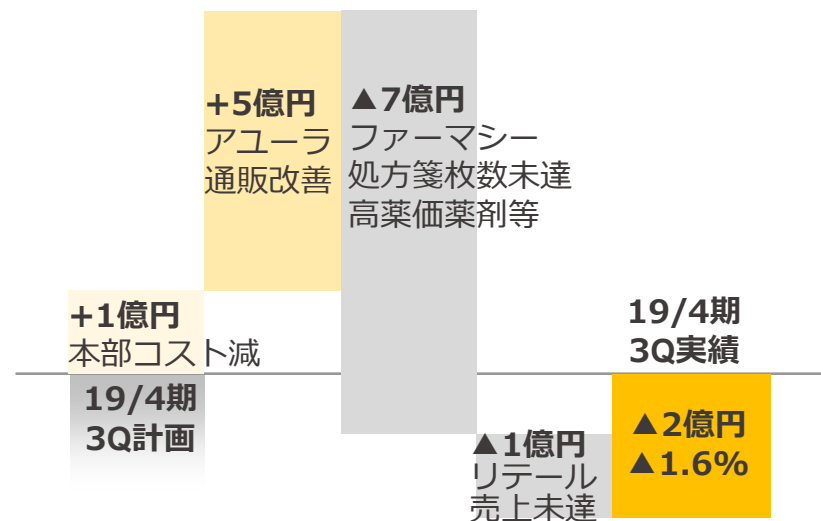 +5億円
アユーラ
通販改善
▲7億円
ファーマシー
処方箋枚数未達
高薬価薬剤等
+1億円
本部コスト減
19/4期
3Q計画
▲1億円
リテール
売上未達
19/4期
3Q実績
▲2億円
▲1.6%